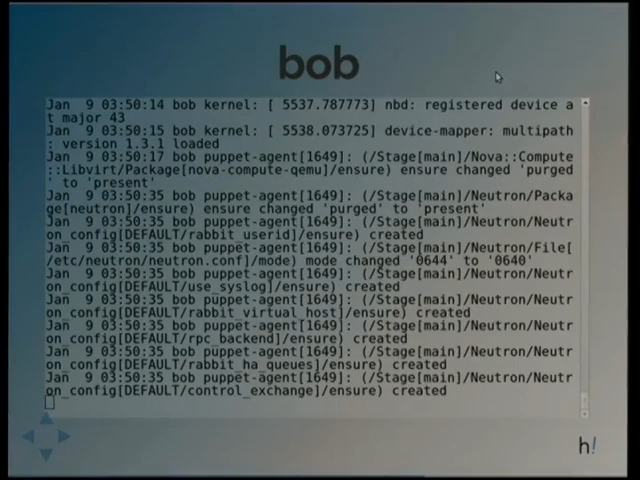 bob
Jan  9 03:50:14 bob kernel: [ 5537.787773] nbd: registered device a
t major 43
Jan  9 03:50:15 bob kernel: [ 5538.073725] device-mapper: multipath
: version 1.3.1 loaded
Jan  9 03:50:17 bob puppet-agent[1649]: (/Stage[main]/Nova::Compute
::Libvirt/Package[nova-compute-qemu]/ensure) ensure changed 'purged
' to 'present'
Jan  9 03:50:35 bob puppet-agent[1649]: (/Stage[main]/Neutron/Packa
ge[neutron]/ensure) ensure changed 'purged' to 'present'
Jan  9 03:50:35 bob puppet-agent[1649]: (/Stage[main]/Neutron/Neutr
on_config[DEFAULT/rabbit_userid]/ensure) created
Jan  9 03:50:35 bob puppet-agent[1649]: (/Stage[main]/Neutron/File[
/etc/neutron/neutron.conf]/mode) mode changed '0644' to '0640'
Jan  9 03:50:35 bob puppet-agent[1649]: (/Stage[main]/Neutron/Neutr
on_config[DEFAULT/use_syslog]/ensure) created
Jan  9 03:50:35 bob puppet-agent[1649]: (/Stage[main]/Neutron/Neutr
on_config[DEFAULT/rabbit_virtual_host]/ensure) created
Jan  9 03:50:35 bob puppet-agent[1649]: (/Stage[main]/Neutron/Neutr
on_config[DEFAULT/rpc_backend]/ensure) created
Jan  9 03:50:35 bob puppet-agent[1649]: (/Stage[main]/Neutron/Neutr
on_config[DEFAULT/rabbit_ha_queues]/ensure) created
Jan  9 03:50:35 bob puppet-agent[1649]: (/Stage[main]/Neutron/Neutr
on_config[DEFAULT/control_exchange]/ensure) created
h!